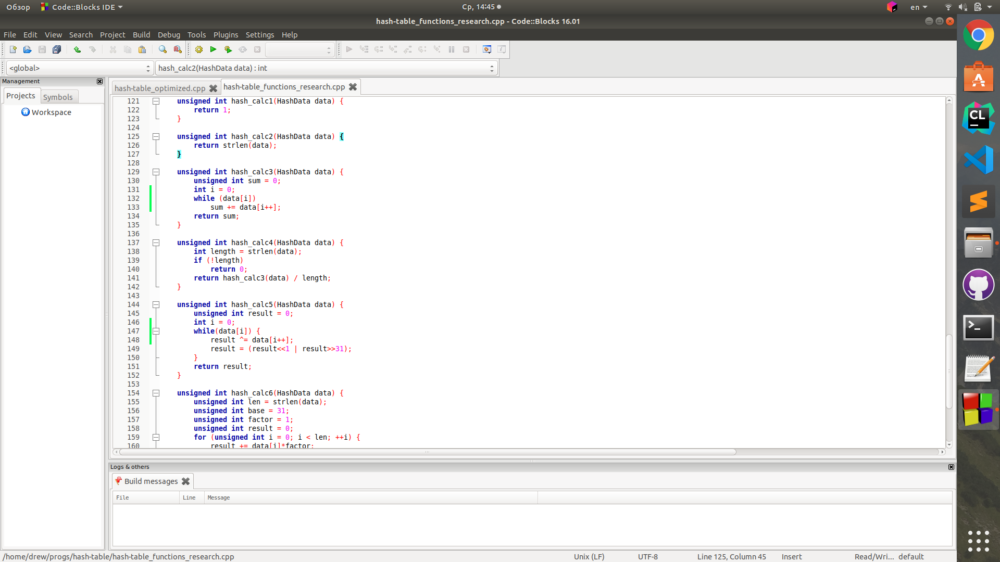 Обзор Code::Blocks IDE Ср, 14:45 en
hash-table_functions_research.cpp - Code::Blocks 16.01
File Edit View Search Project Build Debug Tools Plugins Settings Help
<global> hash_calc2(HashData data) : int
Management
Projects Symbols
Workspace
hash-table_optimized.cpp hash-table_functions_research.cpp
121 unsigned int hash_calc1(HashData data) {
122 return 1;
123 }
124
125 unsigned int hash_calc2(HashData data) {
126 return strlen(data);
127 }
128
129 unsigned int hash_calc3(HashData data) {
130 unsigned int sum = 0;
131 int i = 0;
132 while (data[i])
133 sum += data[i++];
134 return sum;
135 }
136
137 unsigned int hash_calc4(HashData data) {
138 int length = strlen(data);
139 if (!length)
140 return 0;
141 return hash_calc3(data) / length;
142 }
143
144 unsigned int hash_calc5(HashData data) {
145 unsigned int result = 0;
146 int i = 0;
147 while(data[i]) {
148 result ^= data[i++];
149 result = (result<<1 | result>>31);
150 }
151 return result;
152 }
153
154 unsigned int hash_calc6(HashData data) {
155 unsigned int len = strlen(data);
156 unsigned int base = 31;
157 unsigned int factor = 1;
158 unsigned int result = 0;
159 for (unsigned int i = 0; i < len; ++i) {
160 result += data[i]*factor;
Logs & others
Build messages
File Line Message
/home/drew/progs/hash-table/hash-table_functions_research.cpp Unix (LF) UTF-8 Line 125, Column 45 Insert Read/Wri... default
CL